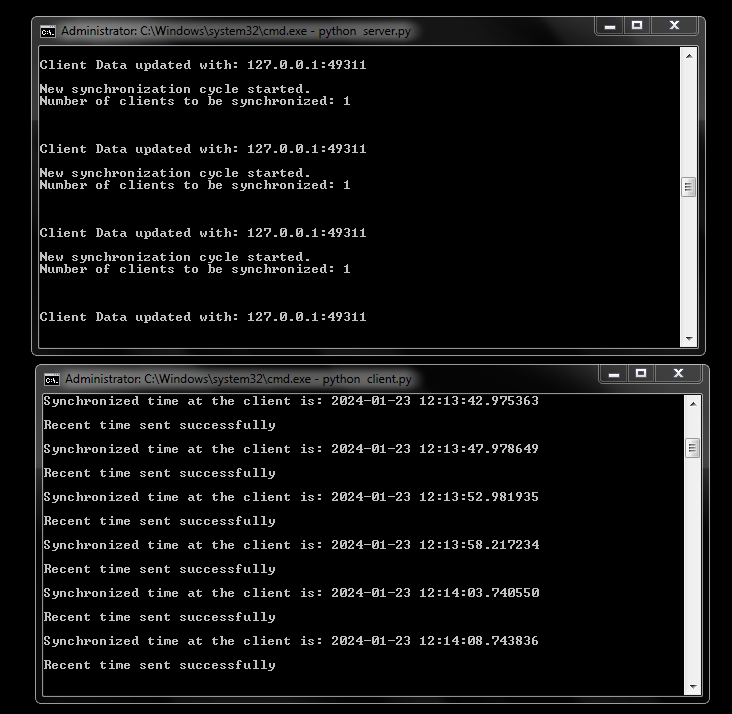 Administrator: C:\Windows\system32\cmd.exe - python server.py
Client Data updated with: 127.0.0.1:49311
New synchronization cycle started.
Number of clients to be synchronized: 1
Client Data updated with: 127.0.0.1:49311
New synchronization cycle started.
Number of clients to be synchronized: 1
Client Data updated with: 127.0.0.1:49311
New synchronization cycle started.
Number of clients to be synchronized: 1
Client Data updated with: 127.0.0.1:49311
Administrator: C:\Windows\system32\cmd.exe - python client.py
Synchronized time at the client is: 2024-01-23 12:13:42.975363
Recent time sent successfully
Synchronized time at the client is: 2024-01-23 12:13:47.978649
Recent time sent successfully
Synchronized time at the client is: 2024-01-23 12:13:52.981935
Recent time sent successfully
Synchronized time at the client is: 2024-01-23 12:13:58.217234
Recent time sent successfully
Synchronized time at the client is: 2024-01-23 12:14:03.740550
Recent time sent successfully
Synchronized time at the client is: 2024-01-23 12:14:08.743836
Recent time sent successfully